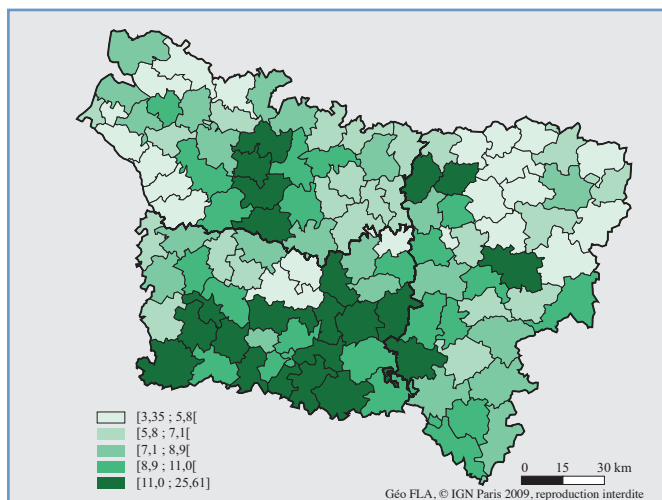 [3,35 ; 5,8[
[5,8 ; 7,1[
[7,1 ; 8,9[
[8,9 ; 11,0[
[11,0 ; 25,61]
0 15 30 km
Géo FLA, © IGN Paris 2009, reproduction interdite